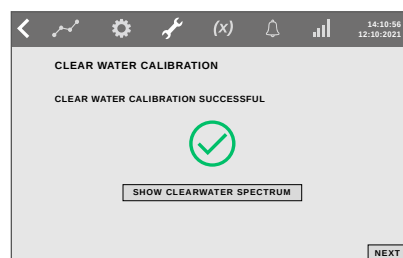 (x)
14:10:56
12:10:2021
CLEAR WATER CALIBRATION
CLEAR WATER CALIBRATION SUCCESSFUL
SHOW CLEARWATER SPECTRUM
NEXT